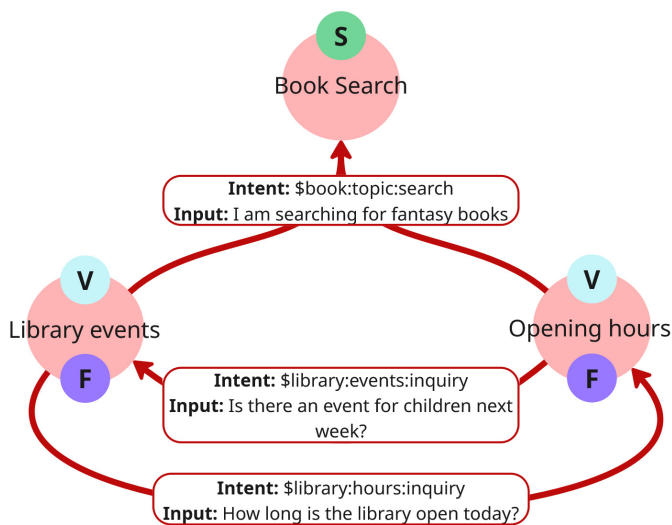 S
Book Search
Intent: $book:topic:search
Input: I am searching for fantasy books
V
Library events
F
V
Opening hours
F
Intent: $library:events:inquiry
Input: Is there an event for children next
week?
Intent: $library:hours:inquiry
Input: How long is the library open today?